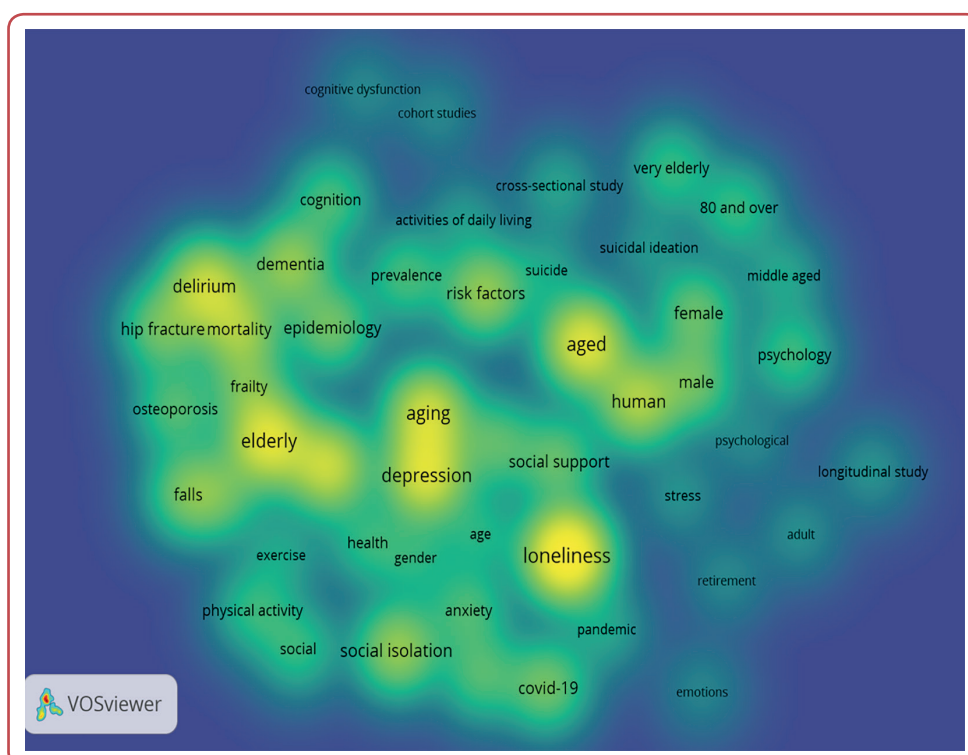 cognitive dysfunction
cohort studies
very elderly
cross-sectional study
cognition
80 and over
activities of daily living
suicidal ideation
dementia
suicide
prevalence
middle aged
delirium
risk factors
female
hip fracture mortality
epidemiology
aged
psychology
male
frailty
human
osteoporosis
aging
elderly
psychological
social support
longitudinal study
depression
falls
stress
age
adult
health
gender
exercise
loneliness
retirement
physical activity
anxiety
pandemic
social
social isolation
covid-19
emotions
VOSviewer